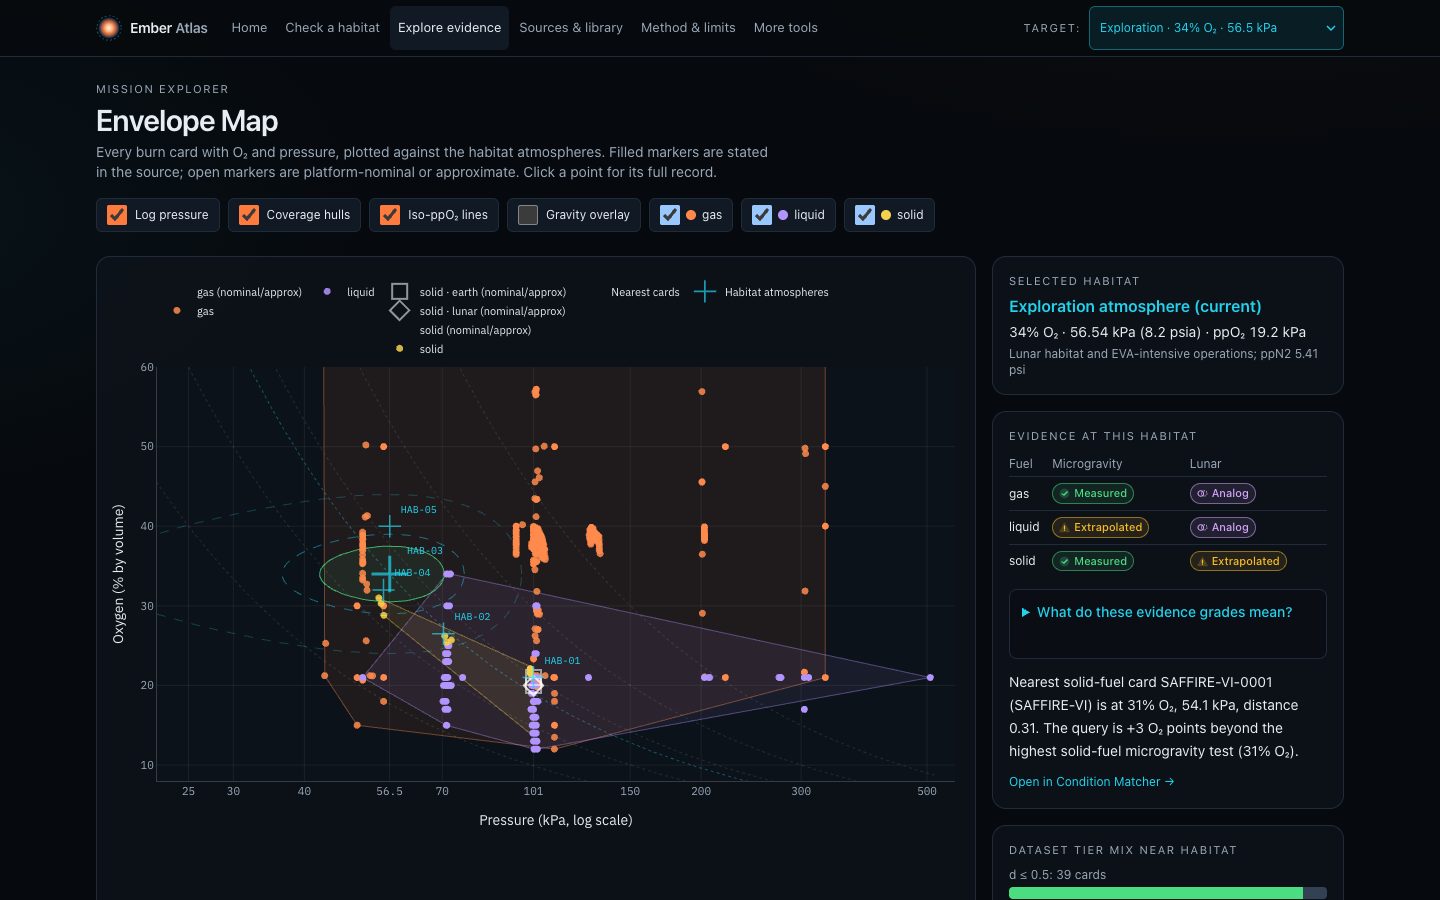 Ember Atlas Home Check a habitat Explore evidence Sources & library Method & limits More tools TARGET: Exploration · 34% O₂ · 56.5 kPa
MISSION EXPLORER
Envelope Map
Every burn card with O₂ and pressure, plotted against the habitat atmospheres. Filled markers are stated
in the source; open markers are platform-nominal or approximate. Click a point for its full record.
Log pressure Coverage hulls Iso-ppO₂ lines Gravity overlay gas liquid solid
gas (nominal/approx) liquid solid · earth (nominal/approx) Nearest cards Habitat atmospheres
gas solid · lunar (nominal/approx)
solid (nominal/approx)
solid
60
50
40
30
20
10
Oxygen (% by volume)
HAB-05
HAB-03
HAB-04
HAB-02
HAB-01
25 30 40 56.5 70 101 150 200 300 500
Pressure (kPa, log scale)
SELECTED HABITAT
Exploration atmosphere (current)
34% O₂ · 56.54 kPa (8.2 psia) · ppO₂ 19.2 kPa
Lunar habitat and EVA-intensive operations; ppN2 5.41
psi
EVIDENCE AT THIS HABITAT
Fuel Microgravity Lunar
gas Measured Analog
liquid Extrapolated Analog
solid Measured Extrapolated
What do these evidence grades mean?
Nearest solid-fuel card SAFFIRE-VI-0001
(SAFFIRE-VI) is at 31% O₂, 54.1 kPa, distance
0.31. The query is +3 O₂ points beyond the
highest solid-fuel microgravity test (31% O₂).
Open in Condition Matcher →
DATASET TIER MIX NEAR HABITAT
d ≤ 0.5: 39 cards